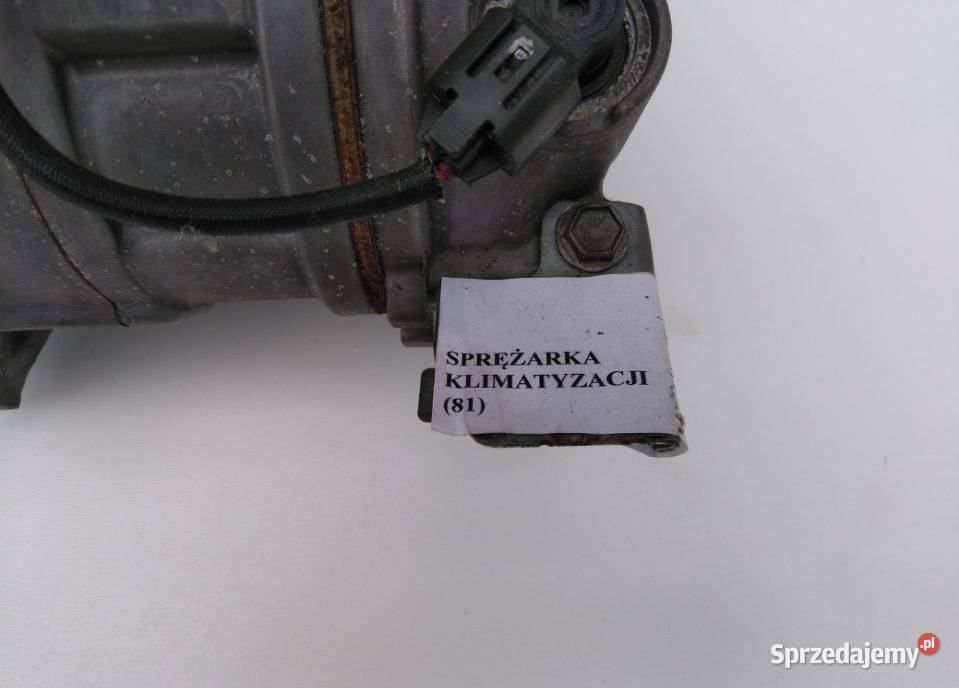 SPRĘŻARKA
KLIMATYZACJI
(81)
Sprzedajemy.pl